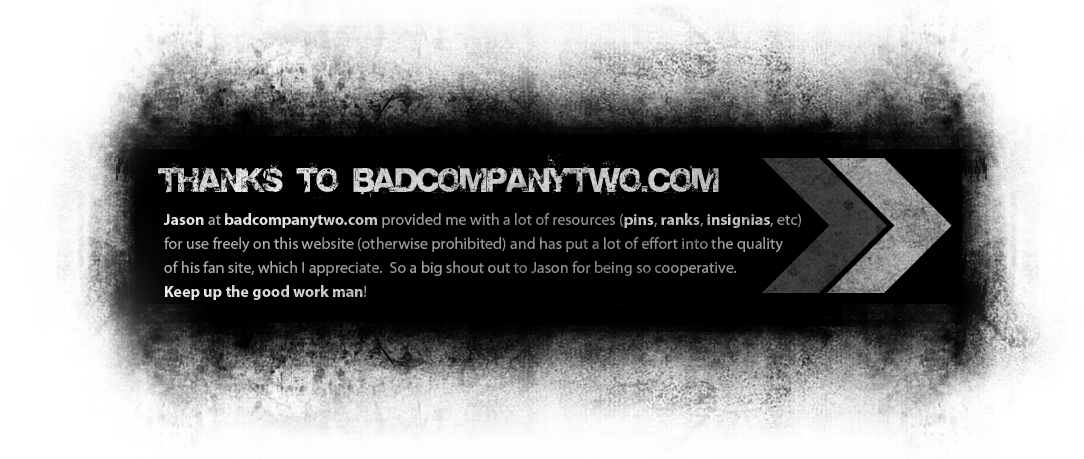 THANKS TO BADCOMPANYTWO.COM
Jason at badcompanytwo.com provided me with a lot of resources (pins, ranks, insignias, etc)
for use freely on this website (otherwise prohibited) and has put a lot of effort into the quality
of his fan site, which I appreciate.  So a big shout out to Jason for being so cooperative.
Keep up the good work man!